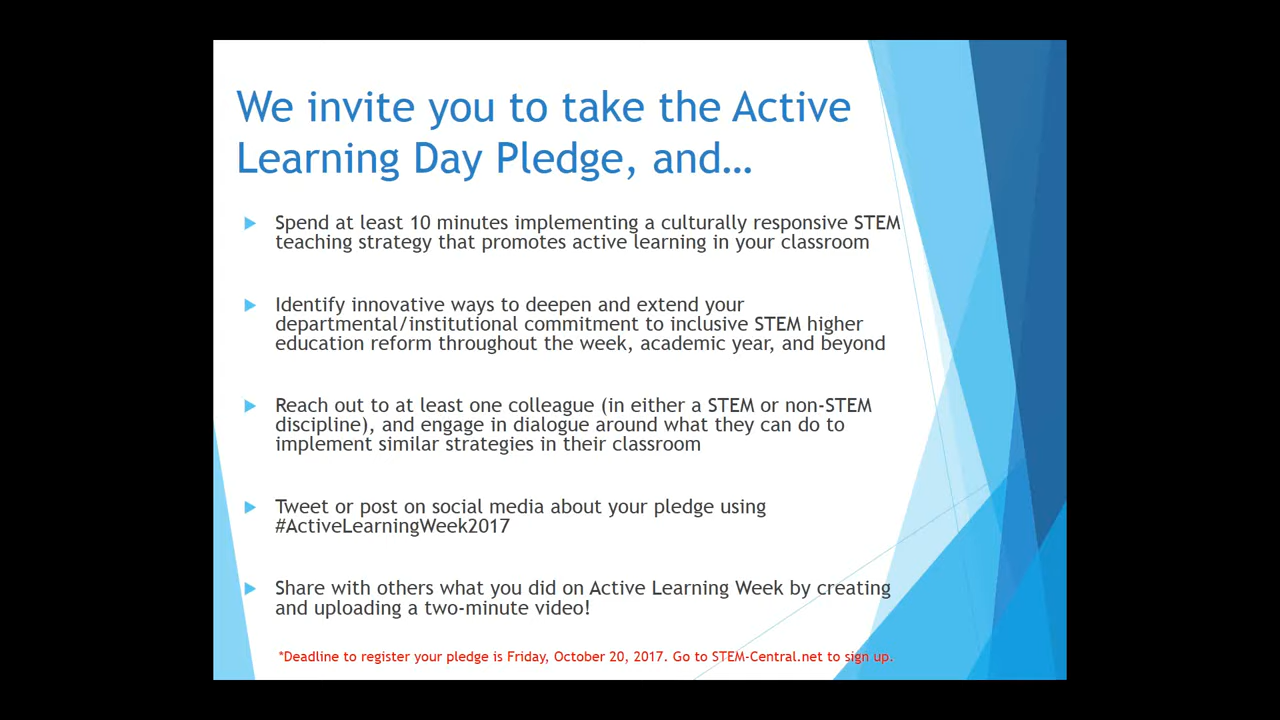 We invite you to take the Active
Learning Day Pledge, and…
Spend at least 10 minutes implementing a culturally responsive STEM
teaching strategy that promotes active learning in your classroom
Identify innovative ways to deepen and extend your
departmental/institutional commitment to inclusive STEM higher
education reform throughout the week, academic year, and beyond
Reach out to at least one colleague (in either a STEM or non-STEM
discipline), and engage in dialogue around what they can do to
implement similar strategies in their classroom
Tweet or post on social media about your pledge using
#ActiveLearningWeek2017
Share with others what you did on Active Learning Week by creating
and uploading a two-minute video!
*Deadline to register your pledge is Friday, October 20, 2017. Go to STEM-Central.net to sign up.